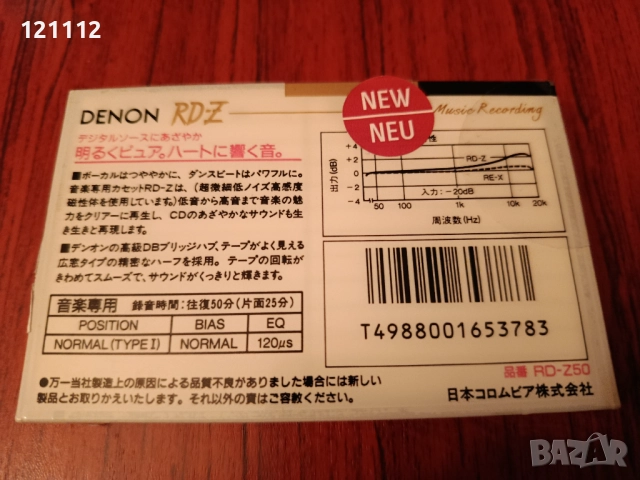 121112
DENON RD-Z
NEW
NEU
Music Recording
デジタルソースにあざやか
明るくピュア。ハートに響く音。
■ボーカルはつややかに、ダンスビートはパワフルに。
音楽専用カセットRD-Zは、(超微細低ノイズ高感度
磁性体を使用しています。)低音から高音まで音楽の魅
力をクリアーに再生し、CDのあざやかなサウンドも生
き生きと再現します。
■デンオンの高級DBブリッジハブ、テープがよく見える
広窓タイプの精密なハーフを採用。テープの回転が
きわめてスムーズで、サウンドがくっきりと輝きます。
音楽専用 録音時間:往復50分(片面25分)
POSITION BIAS EQ
NORMAL(TYPE I) NORMAL 120μs
性
出力(dB)
+4
+2
0
-2
-4
RD-Z
RE-X
入力:-20dB
50 100 1k 10k 20k
周波数(Hz)
T4988001653783
品番 RD-Z50
●万一当社製造上の原因による品質不良がありました場合には新しい
製品とお取りかえいたします。それ以外の責はご容赦ください。
日本コロムビア株式会社
BAZAR